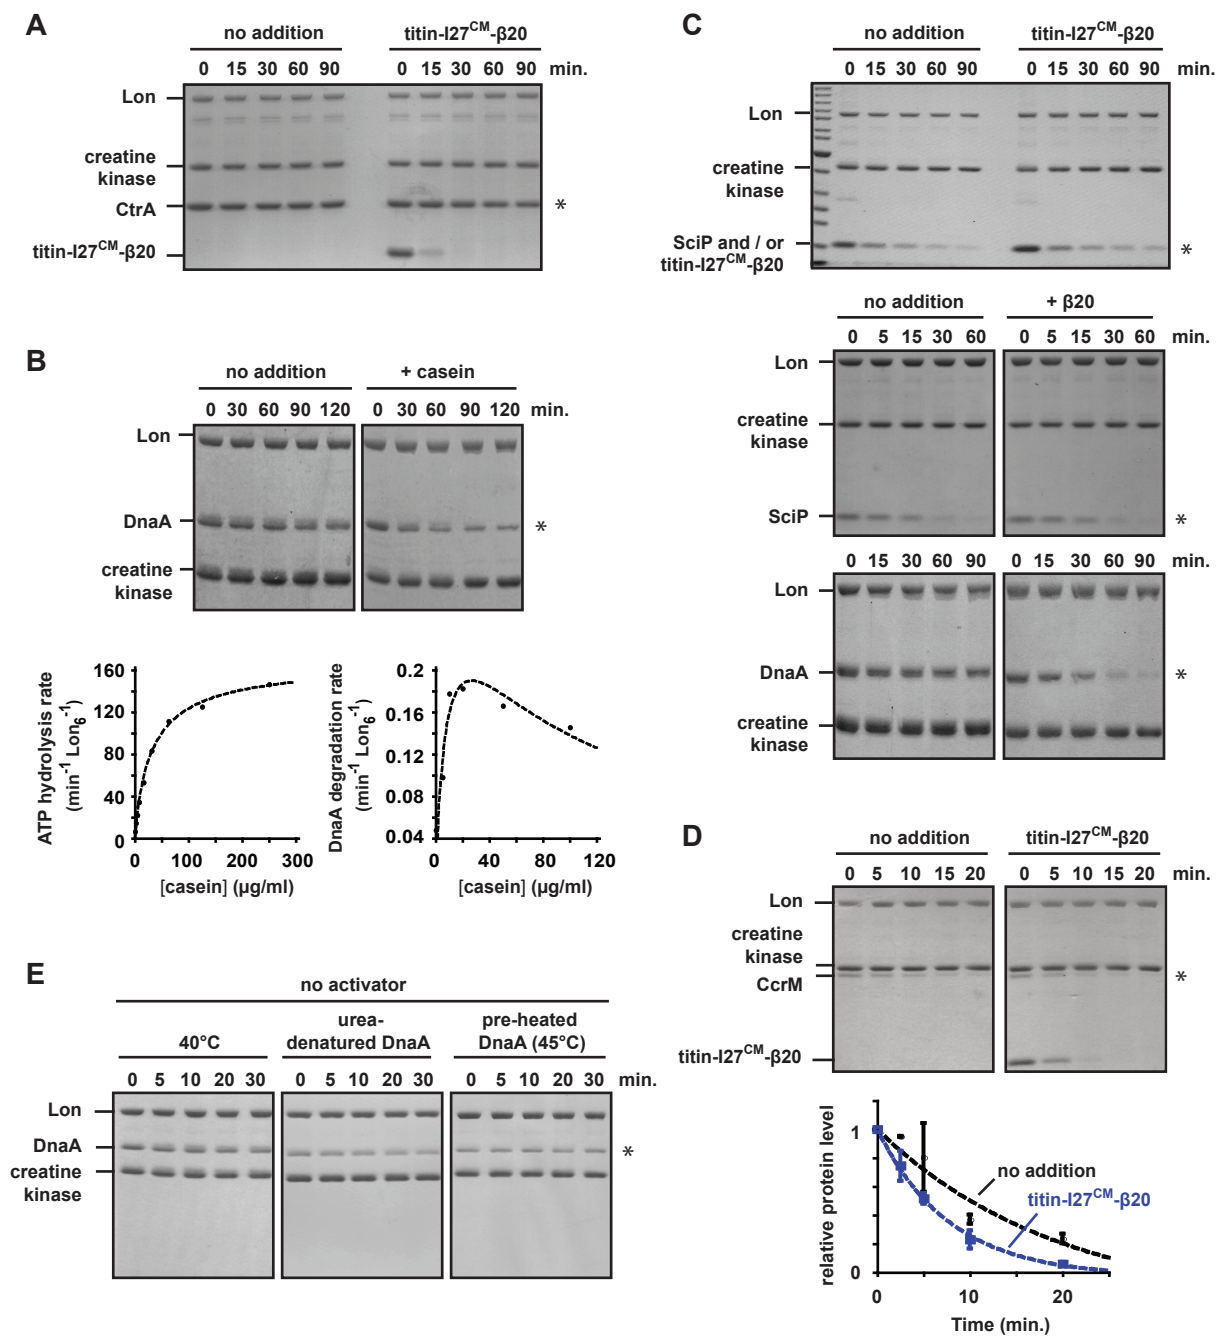 A
no addition
titin-I27CM-β20
0 15 30 60 90
0 15 30 60 90 min.
Lon
creatine
kinase
CtrA
*
titin-I27CM-β20
B
no addition
+ casein
0 30 60 90 120
0 30 60 90 120 min.
Lon
DnaA
*
creatine
kinase
ATP hydrolysis rate
(min-1 Lon6-1)
160
120
80
40
0
0 100 200 300
[casein] (µg/ml)
DnaA degradation rate
(min-1 Lon6-1)
0.2
0.16
0.12
0.08
0.04
0 40 80 120
[casein] (µg/ml)
C
no addition
titin-I27CM-β20
0 15 30 60 90
0 15 30 60 90 min.
Lon
creatine
kinase
SciP and / or
titin-I27CM-β20
*
no addition
+ β20
0 5 15 30 60
0 5 15 30 60 min.
Lon
creatine
kinase
SciP
*
0 15 30 60 90
0 15 30 60 90 min.
Lon
DnaA
*
creatine
kinase
D
no addition
titin-I27CM-β20
0 5 10 15 20
0 5 10 15 20 min.
Lon
creatine
kinase
CcrM
*
titin-I27CM-β20
relative protein level
1
0
no addition
titin-I27CM-β20
0 10 20
Time (min.)
E
no activator
40°C
urea-
denatured DnaA
pre-heated
DnaA (45°C)
0 5 10 20 30
0 5 10 20 30
0 5 10 20 30 min.
Lon
DnaA
*
creatine
kinase